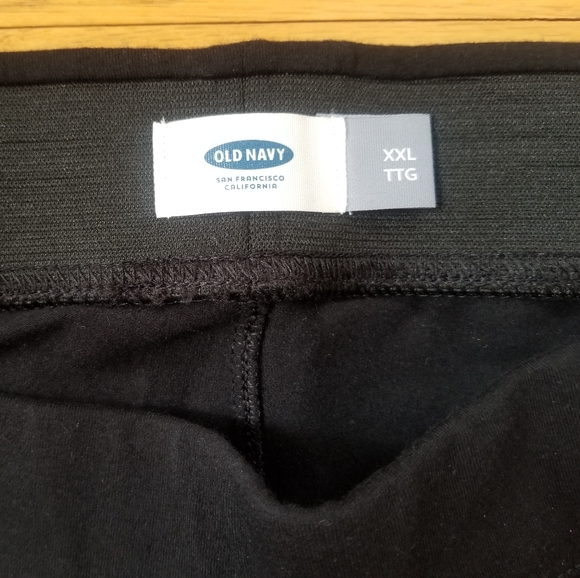 OLD NAVY
SAN FRANCISCO
CALIFORNIA
XXL
TTG